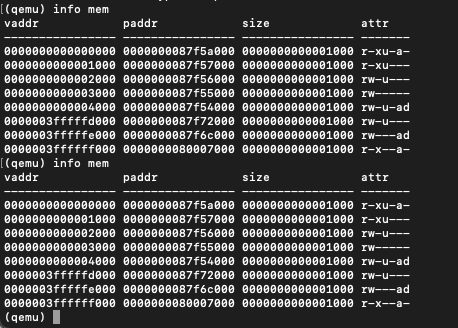 (qemu) info mem
vaddr            paddr            size             attr
---------------- ---------------- ---------------- -------
0000000000000000 0000000087f5a000 0000000000001000 r-xu-a-
0000000000001000 0000000087f57000 0000000000001000 r-xu---
0000000000002000 0000000087f56000 0000000000001000 rw-u---
0000000000003000 0000000087f55000 0000000000001000 rw-----
0000000000004000 0000000087f54000 0000000000001000 rw-u-ad
0000003fffffd000 0000000087f72000 0000000000001000 rw-u---
0000003fffffe000 0000000087f6c000 0000000000001000 rw---ad
0000003ffffff000 0000000080007000 0000000000001000 r-x--a-
(qemu) info mem
vaddr            paddr            size             attr
---------------- ---------------- ---------------- -------
0000000000000000 0000000087f5a000 0000000000001000 r-xu-a-
0000000000001000 0000000087f57000 0000000000001000 r-xu---
0000000000002000 0000000087f56000 0000000000001000 rw-u---
0000000000003000 0000000087f55000 0000000000001000 rw-----
0000000000004000 0000000087f54000 0000000000001000 rw-u-ad
0000003fffffd000 0000000087f72000 0000000000001000 rw-u---
0000003fffffe000 0000000087f6c000 0000000000001000 rw---ad
0000003ffffff000 0000000080007000 0000000000001000 r-x--a-
(qemu)